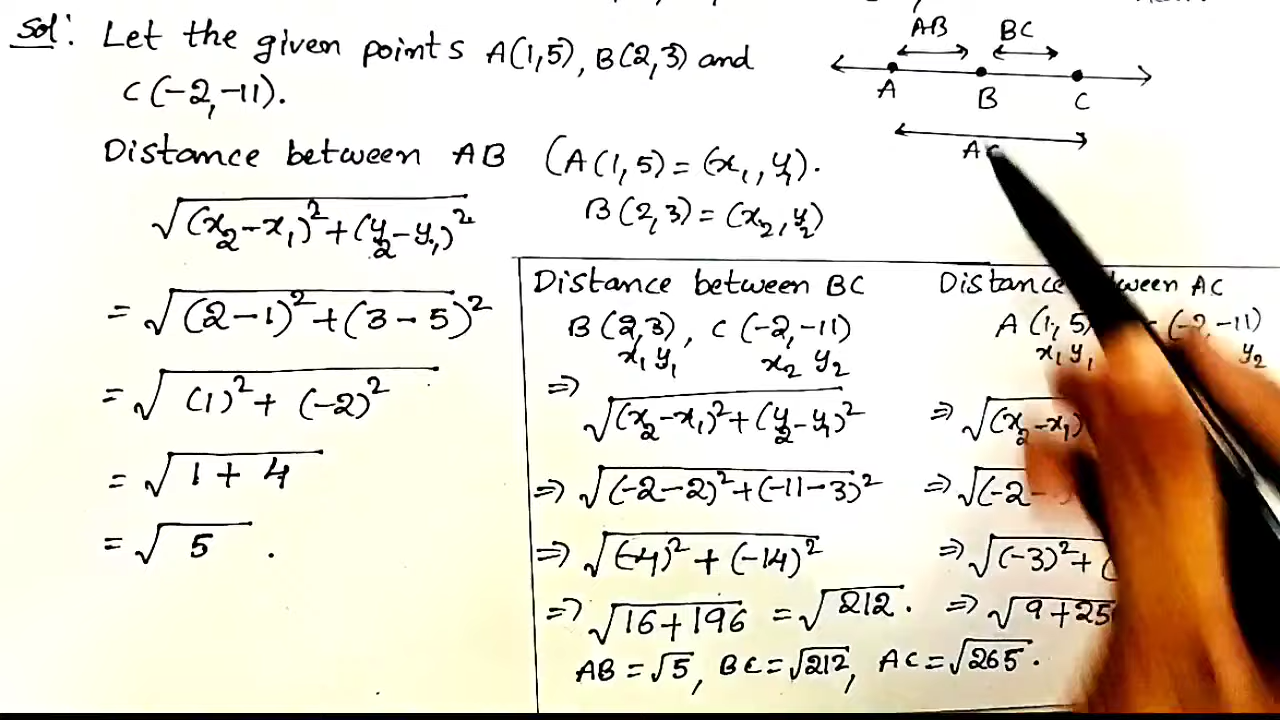 Sol: Let the given points A(1,5), B(2,3) and
C(-2,-11).
AB BC
A B C
Distance between AB (A(1,5) = (x₁, y₁).
B(2,3) = (x₂, y₂)
√(x₂-x₁)²+(y₂-y₁)²
= √(2-1)²+(3-5)²
= √(1)²+(-2)²
= √1+4
= √5.
Distance between BC
B(2,3), C(-2,-11)
x₁ y₁ x₂ y₂
⇒ √(x₂-x₁)²+(y₂-y₁)²
⇒ √(-2-2)²+(-11-3)²
⇒ √(-4)²+(-14)²
⇒ √16+196 = √212.
Distance AC
A(1,5) (-2,-11)
x₁ y₁ y₂
⇒ √(x₂-x₁)
⇒ √(-2-
⇒ √(-3)²+(
⇒ √9+25
AB = √5, BC = √212, AC = √265.